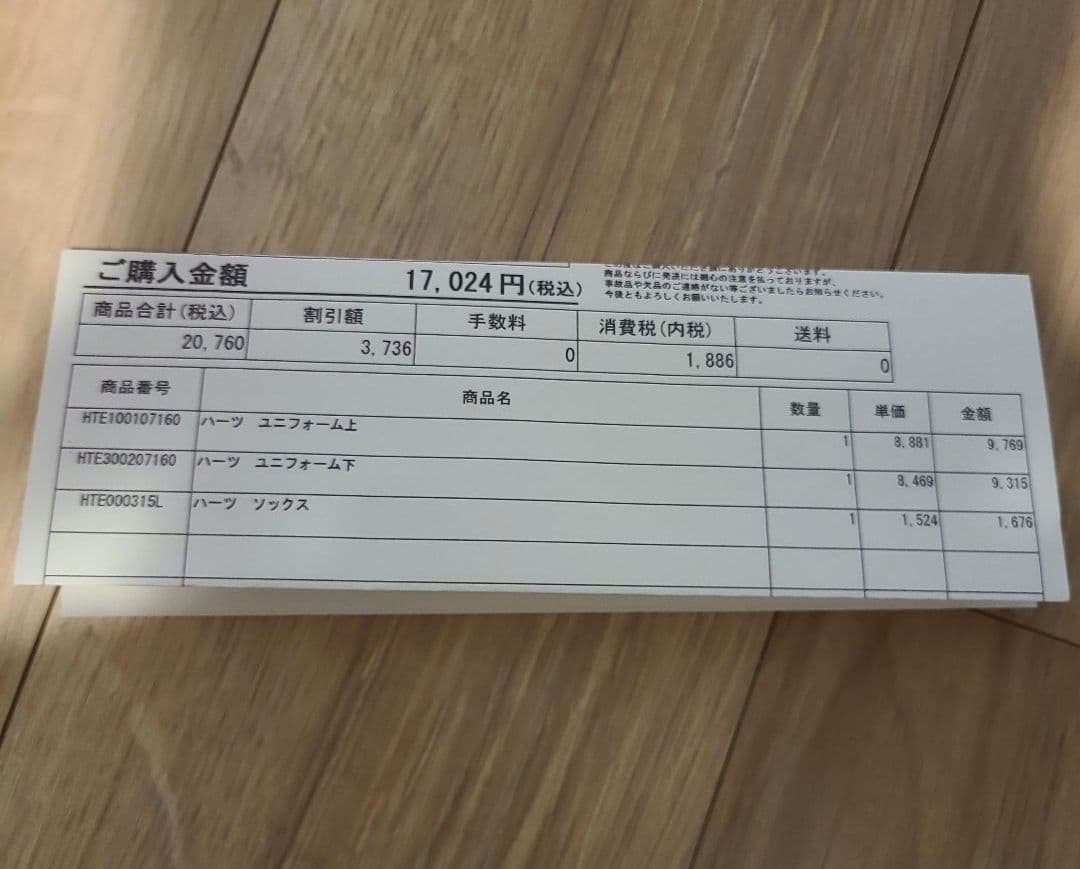 ご購入金額 17,024円(税込)
商品ならびに発送には細心の注意を払っておりますが、
事故品や欠品のご連絡がない等ございましたらお知らせください。
今後ともよろしくお願いいたします。
商品合計(税込) 割引額 手数料 消費税(内税) 送料
20,760 3,736 0 1,886 0
商品番号 商品名 数量 単価 金額
HTE100107160 ハーツ ユニフォーム上 1 8,881 9,769
HTE300207160 ハーツ ユニフォーム下 1 8,469 9,315
HTE000315L ハーツ ソックス 1 1,524 1,676